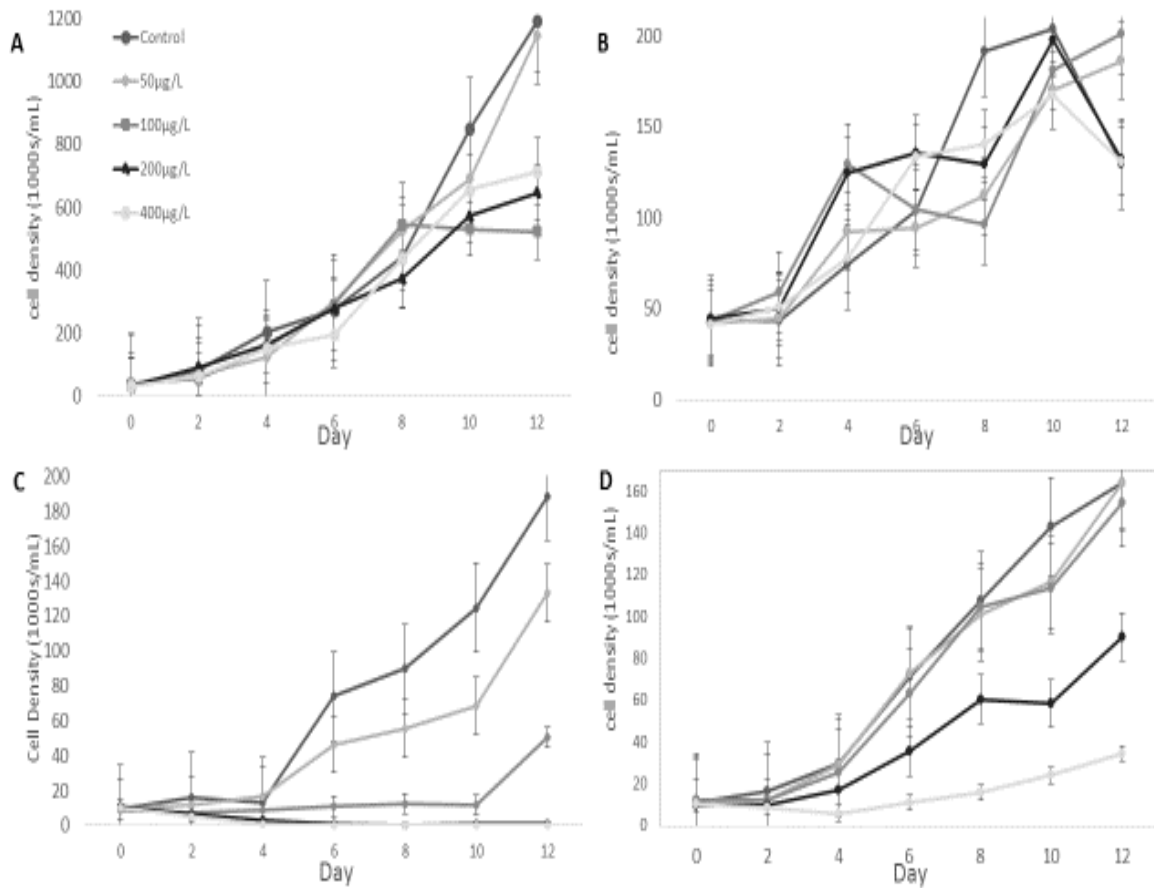 A
cell density (1000s/mL)
1200
1000
800
600
400
200
0
Control
50µg/L
100µg/L
200µg/L
400µg/L
0 2 4 6 8 10 12
Day
B
cell density (1000s/mL)
200
150
100
50
0
0 2 4 6 8 10 12
Day
C
Cell Density (1000s/mL)
200
180
160
140
120
100
80
60
40
20
0
0 2 4 6 8 10 12
Day
D
cell density (1000s/mL)
160
140
120
100
80
60
40
20
0
0 2 4 6 8 10 12
Day